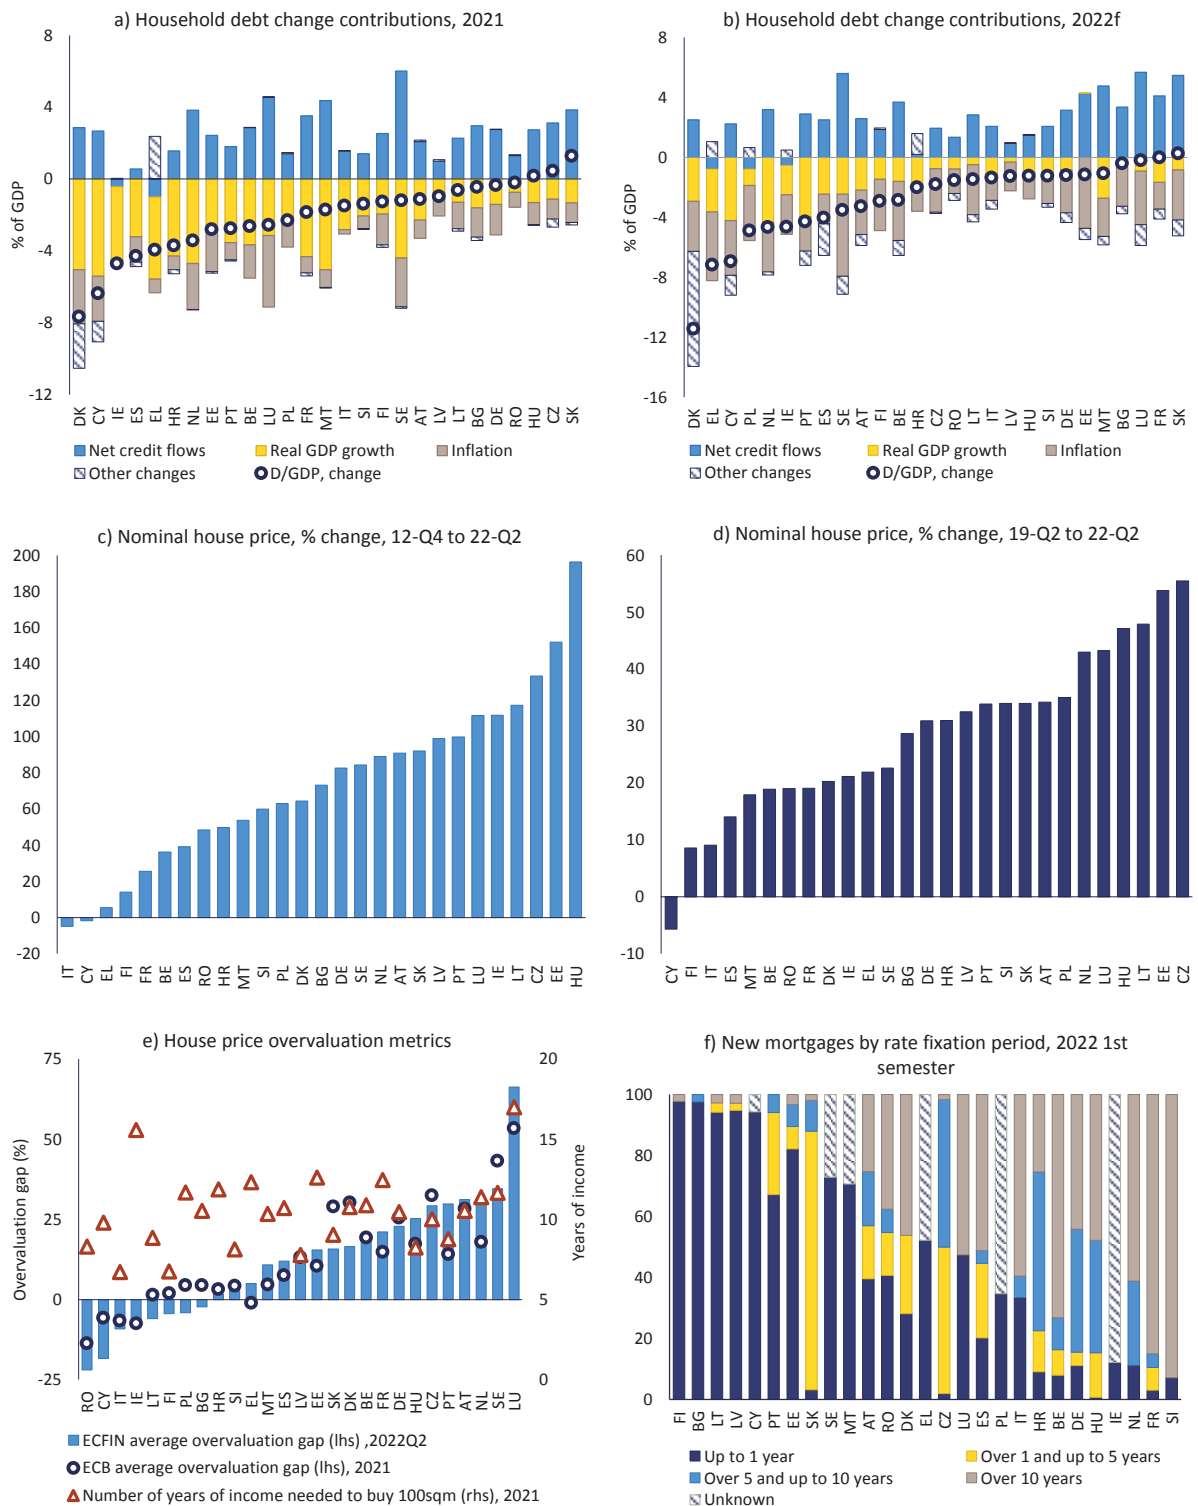 a) Household debt change contributions, 2021
8
4
0
-4
-8
-12
% of GDP
DK CY IE ES EL HR NL EE PT BE LU PL FR MT IT SI FI SE AT LV LT BG DE RO HU CZ SK
Net credit flows Real GDP growth Inflation
Other changes D/GDP, change
b) Household debt change contributions, 2022f
8
4
0
-4
-8
-12
-16
% of GDP
DK EL CY PL NL IE PT ES SE AT FI BE HR CZ RO LT IT LV HU SI DE EE MT BG LU FR SK
Net credit flows Real GDP growth Inflation
Other changes D/GDP, change
c) Nominal house price, % change, 12-Q4 to 22-Q2
200
180
160
140
120
100
80
60
40
20
0
-20
IT CY EL FI FR BE ES RO HR MT SI PL DK BG DE SE NL AT SK LV PT LU IE LT CZ EE HU
d) Nominal house price, % change, 19-Q2 to 22-Q2
60
50
40
30
20
10
0
-10
CY FI IT ES MT BE RO FR DK IE EL SE BG DE HR LV PT SI SK AT PL NL LU HU LT EE CZ
e) House price overvaluation metrics
75
50
25
0
-25
Overvaluation gap (%)
20
15
10
5
0
Years of income
RO CY IT IE LT FI PL BG HR SI EL MT ES LV EE SK DK BE FR DE HU CZ PT AT NL SE LU
ECFIN average overvaluation gap (lhs) ,2022Q2
ECB average overvaluation gap (lhs), 2021
Number of years of income needed to buy 100sqm (rhs), 2021
f) New mortgages by rate fixation period, 2022 1st
semester
100
80
60
40
20
0
FI BG LT LV CY PT EE SK SE MT AT RO DK EL CZ LU ES PL IT HR BE DE HU IE NL FR SI
Up to 1 year Over 1 and up to 5 years
Over 5 and up to 10 years Over 10 years
Unknown